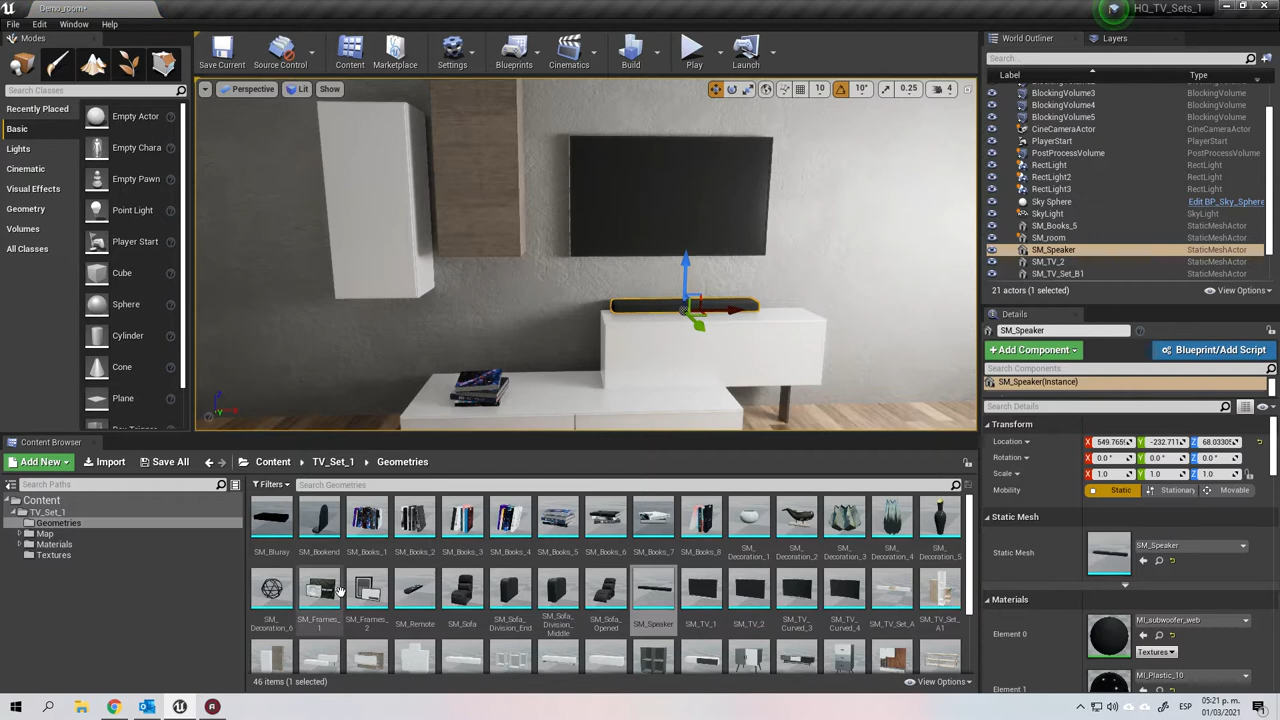 Demo_room*
HQ_TV_Sets_1
File
Edit
Window
Help
Modes
Search Classes
Recently Placed
Basic
Lights
Cinematic
Visual Effects
Geometry
Volumes
All Classes
Empty Actor
Empty Chara
Empty Pawn
Point Light
Player Start
Cube
Sphere
Cylinder
Cone
Plane
Save Current
Source Control
Content
Marketplace
Settings
Blueprints
Cinematics
Build
Play
Launch
Perspective
Lit
Show
10
10°
0.25
4
World Outliner
Layers
Search...
Label
Type
BlockingVolume3 BlockingVolume
BlockingVolume4 BlockingVolume
BlockingVolume5 BlockingVolume
CineCameraActor CineCameraActor
PlayerStart PlayerStart
PostProcessVolume PostProcessVolume
RectLight RectLight
RectLight2 RectLight
RectLight3 RectLight
Sky Sphere Edit BP_Sky_Sphere
SkyLight SkyLight
SM_Books_5 StaticMeshActor
SM_room StaticMeshActor
SM_Speaker StaticMeshActor
SM_TV_2 StaticMeshActor
SM_TV_Set_B1 StaticMeshActor
21 actors (1 selected)
View Options
Details
SM_Speaker
+Add Component
Blueprint/Add Script
Search Components
SM_Speaker(Instance)
Search Details
Transform
Location X 549.765 Y -232.711 Z 68.0330
Rotation X 0.0° Y 0.0° Z 0.0°
Scale X 1.0 Y 1.0 Z 1.0
Mobility Static Stationary Movable
Static Mesh
Static Mesh
SM_Speaker
Materials
Element 0
MI_subwoofer_web
Textures
Element 1
MI_Plastic_10
Content Browser
Add New
Import
Save All
Content
TV_Set_1
Geometries
Search Paths
Filters
Search Geometries
Content
TV_Set_1
Geometries
Map
Materials
Textures
SM_Bluray
SM_Bookend
SM_Books_1
SM_Books_2
SM_Books_3
SM_Books_4
SM_Books_5
SM_Books_6
SM_Books_7
SM_Books_8
SM_Decoration_1
SM_Decoration_2
SM_Decoration_3
SM_Decoration_4
SM_Decoration_5
SM_Decoration_6
SM_Frames_1
SM_Frames_2
SM_Remote
SM_Sofa
SM_Sofa_Division_End
SM_Sofa_Division_Middle
SM_Sofa_Opened
SM_Speaker
SM_TV_1
SM_TV_2
SM_TV_Curved_3
SM_TV_Curved_4
SM_TV_Set_A
SM_TV_Set_A1
46 items (1 selected)
View Options
ESP
05:21 p. m.
01/03/2021